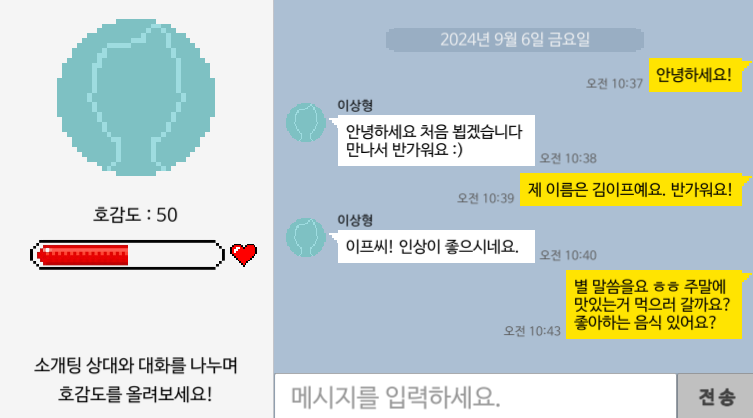 호감도 : 50
소개팅 상대와 대화를 나누며
호감도를 올려보세요!
2024년 9월 6일 금요일
안녕하세요!
오전 10:37
이상형
안녕하세요 처음 뵙겠습니다
만나서 반가워요 :)
오전 10:38
제 이름은 김이프예요. 반가워요!
오전 10:39
이상형
이프씨! 인상이 좋으시네요.
오전 10:40
별 말씀을요 ㅎㅎ 주말에
맛있는거 먹으러 갈까요?
좋아하는 음식 있어요?
오전 10:43
메시지를 입력하세요.
전송